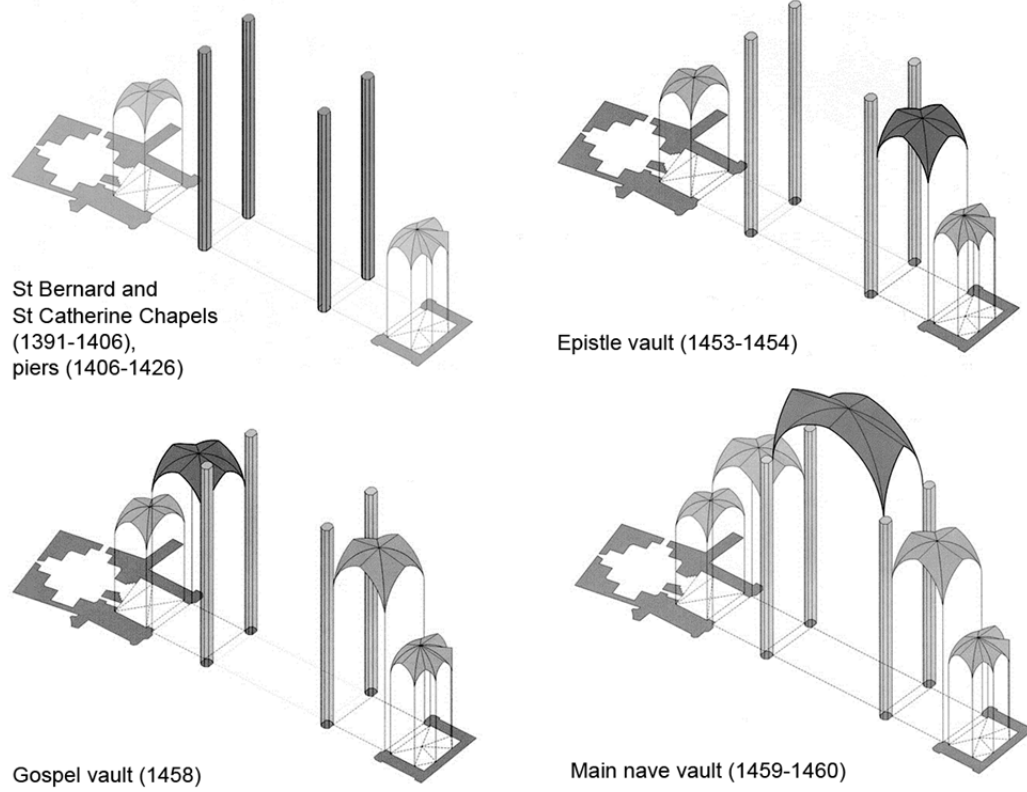 St Bernard and
St Catherine Chapels
(1391-1406),
piers (1406-1426)
Epistle vault (1453-1454)
Gospel vault (1458)
Main nave vault (1459-1460)